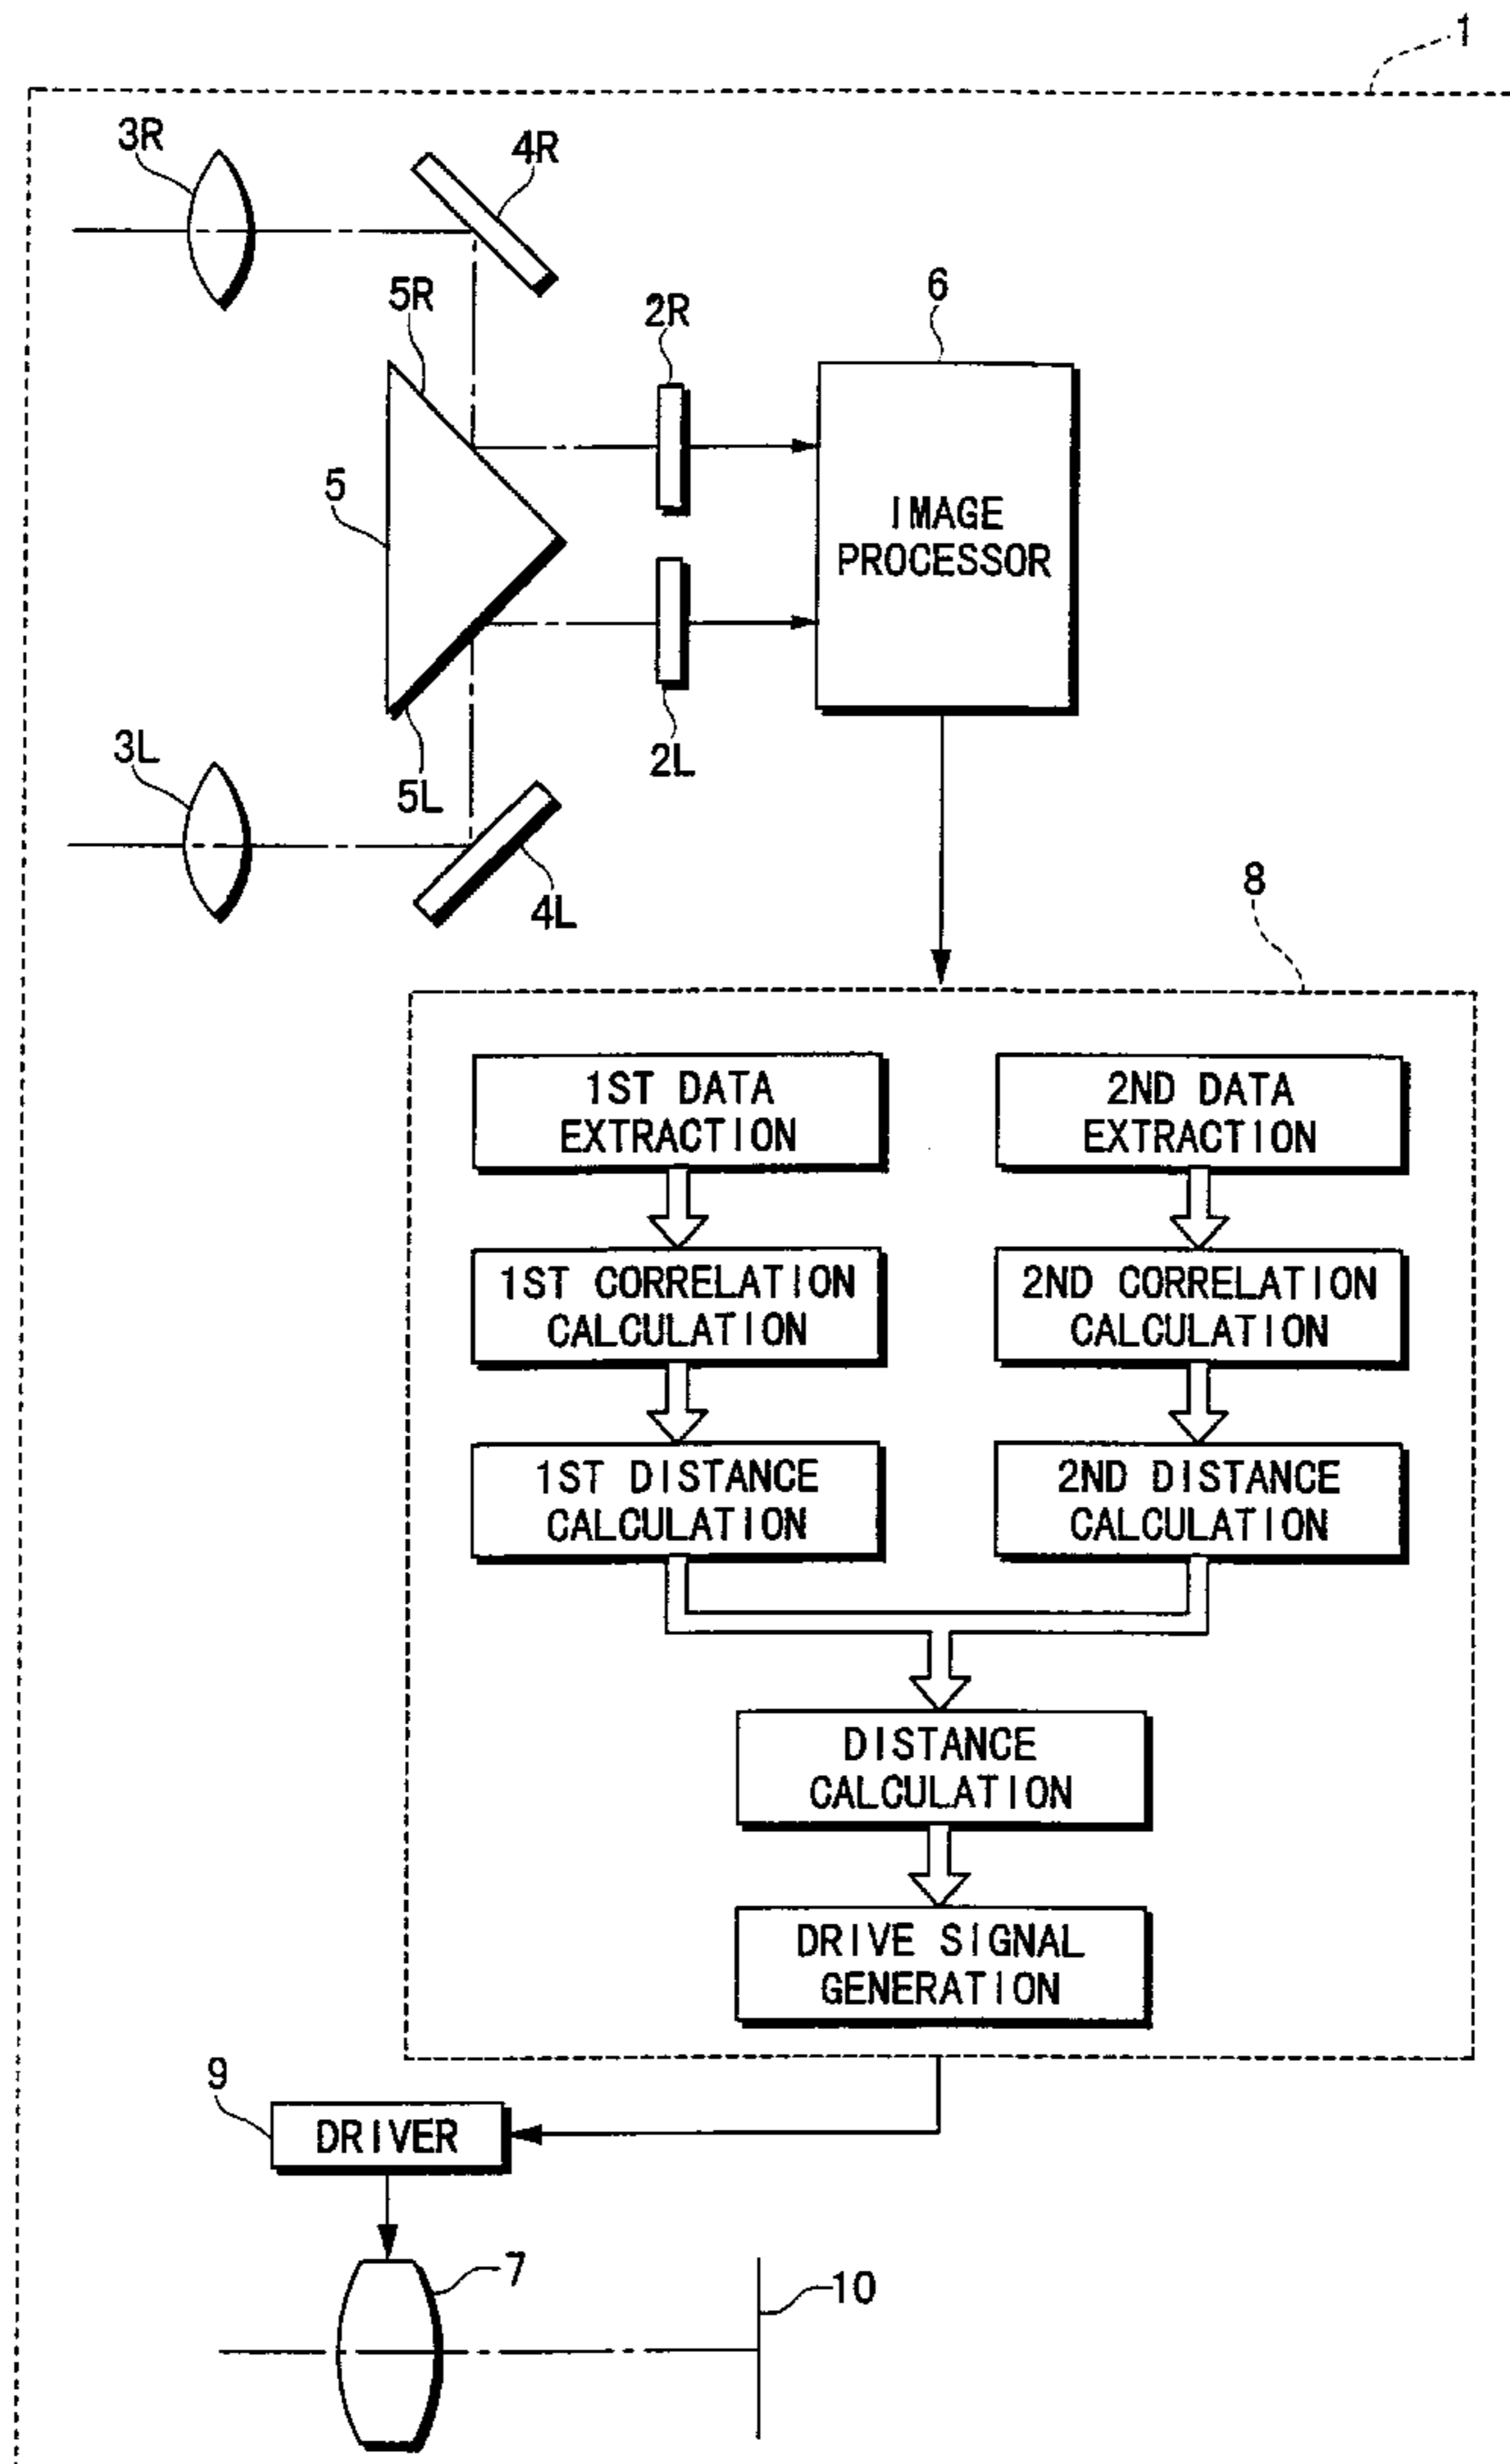 1
3R
4R
5R
2R
6
5
IMAGE
PROCESSOR
3L
5L
2L
4L
8
1ST DATA
EXTRACTION
2ND DATA
EXTRACTION
1ST CORRELATION
CALCULATION
2ND CORRELATION
CALCULATION
1ST DISTANCE
CALCULATION
2ND DISTANCE
CALCULATION
DISTANCE
CALCULATION
DRIVE SIGNAL
GENERATION
9
DRIVER
7
10